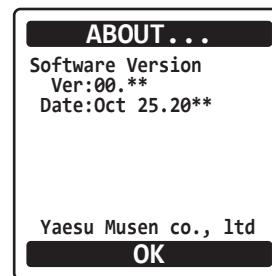 ABOUT...
Software Version
Ver:00.**
Date:Oct 25.20**
Yaesu Musen co., ltd
OK